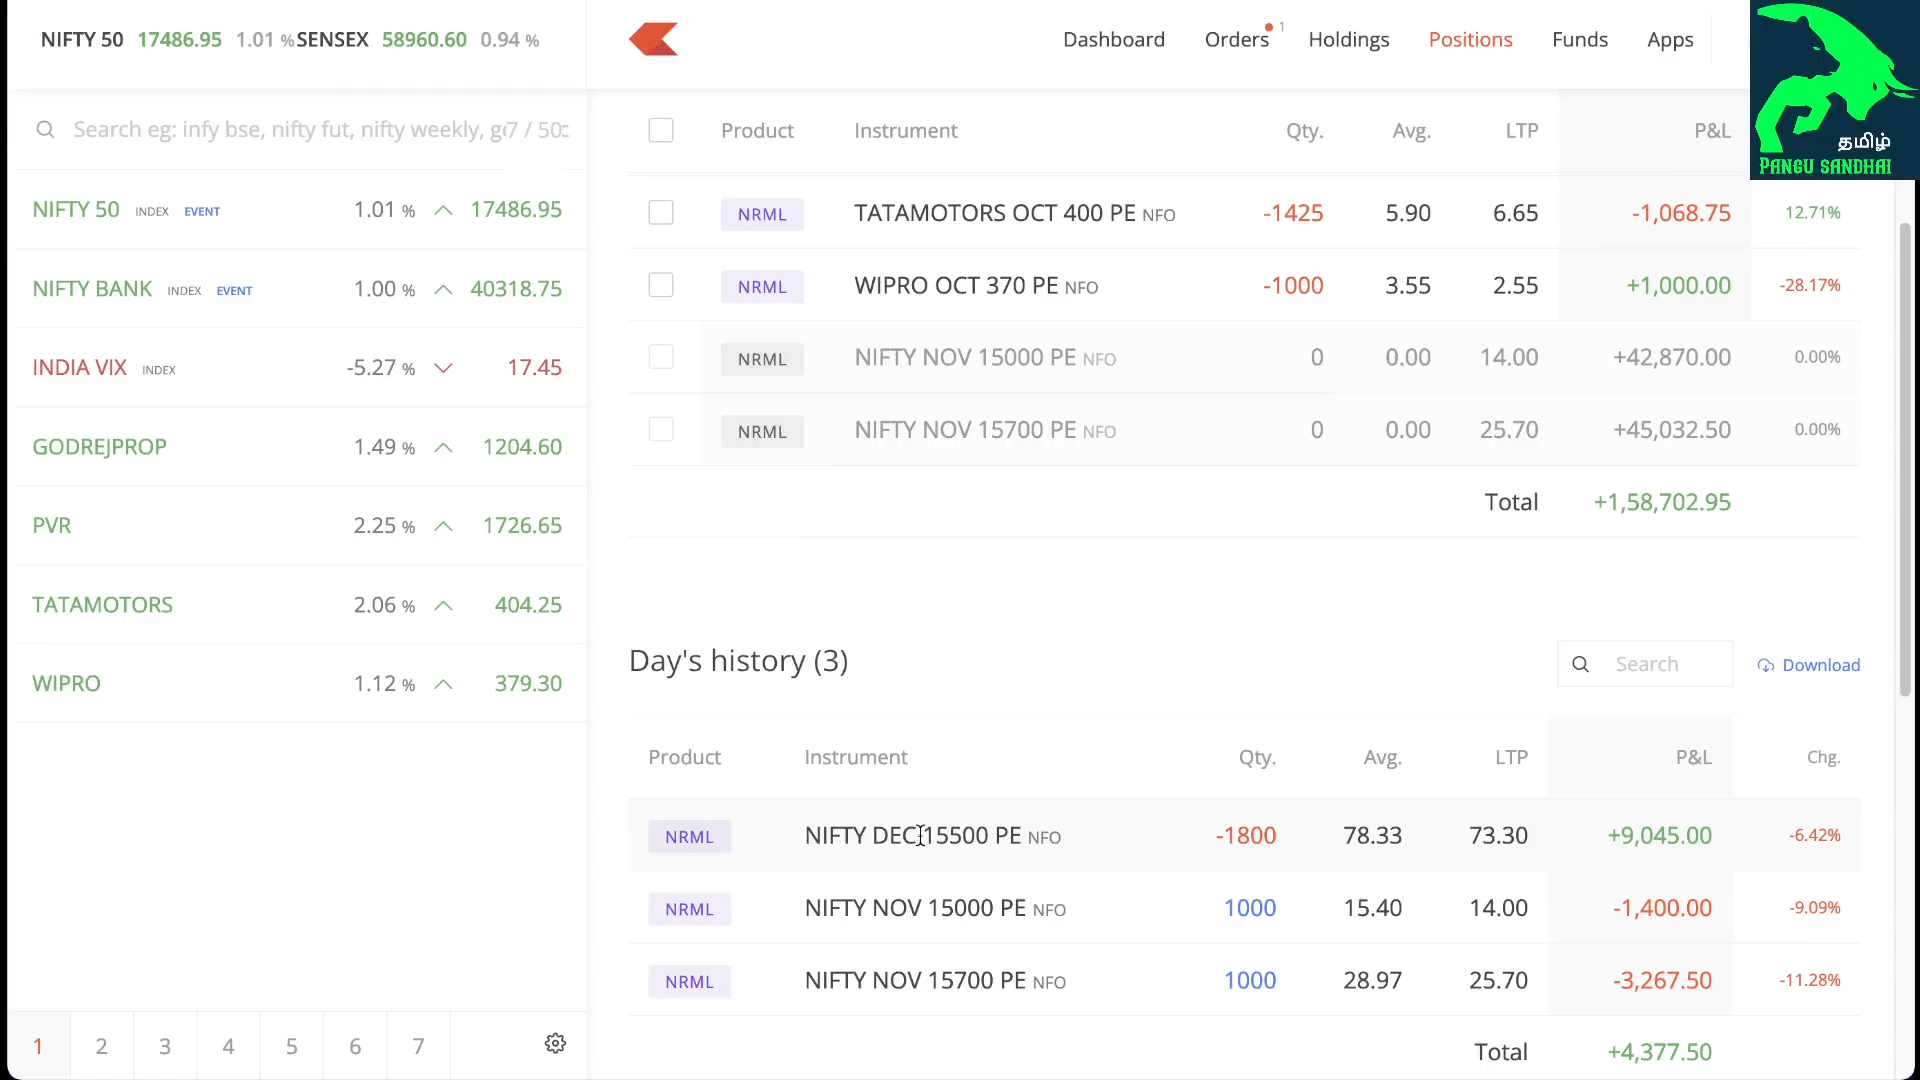 NIFTY 50 17486.95 1.01 % SENSEX 58960.60 0.94 %
Dashboard Orders 1 Holdings Positions Funds Apps
தமிழ்
PANGU SANDHAI
Search eg: infy bse, nifty fut, nifty weekly, 7 / 50
NIFTY 50 INDEX EVENT 1.01 % 17486.95
NIFTY BANK INDEX EVENT 1.00 % 40318.75
INDIA VIX INDEX -5.27 % 17.45
GODREJPROP 1.49 % 1204.60
PVR 2.25 % 1726.65
TATAMOTORS 2.06 % 404.25
WIPRO 1.12 % 379.30
1 2 3 4 5 6 7
Product Instrument Qty. Avg. LTP P&L
NRML TATAMOTORS OCT 400 PE NFO -1425 5.90 6.65 -1,068.75 12.71%
NRML WIPRO OCT 370 PE NFO -1000 3.55 2.55 +1,000.00 -28.17%
NRML NIFTY NOV 15000 PE NFO 0 0.00 14.00 +42,870.00 0.00%
NRML NIFTY NOV 15700 PE NFO 0 0.00 25.70 +45,032.50 0.00%
Total +1,58,702.95
Day's history (3) Search Download
Product Instrument Qty. Avg. LTP P&L Chg.
NRML NIFTY DEC 15500 PE NFO -1800 78.33 73.30 +9,045.00 -6.42%
NRML NIFTY NOV 15000 PE NFO 1000 15.40 14.00 -1,400.00 -9.09%
NRML NIFTY NOV 15700 PE NFO 1000 28.97 25.70 -3,267.50 -11.28%
Total +4,377.50